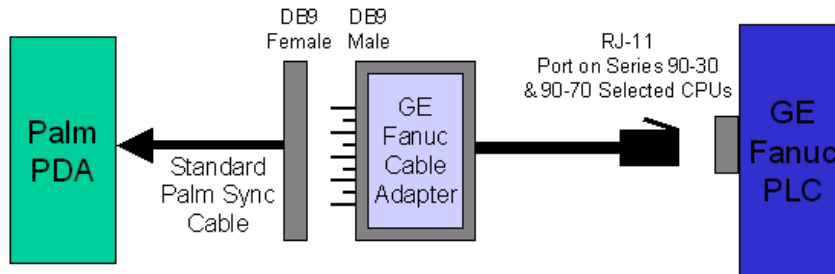 Palm
PDA
Standard
Palm Sync
Cable
DB9
Female
DB9
Male
GE
Fanuc
Cable
Adapter
RJ-11
Port on Series 90-30
& 90-70 Selected CPUs
GE
Fanuc
PLC